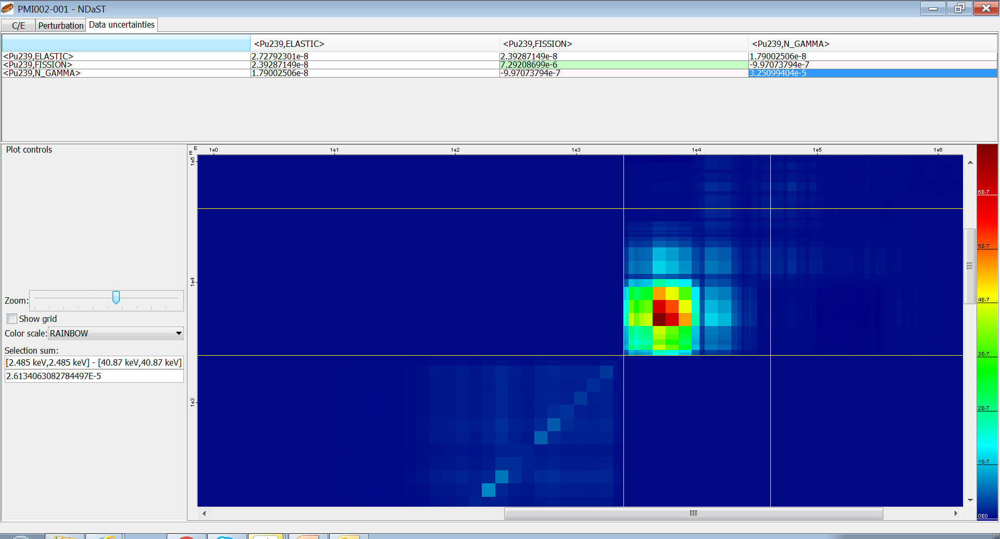 PMI002-001 - NDaST
C/E Perturbation Data uncertainties
<Pu239,ELASTIC> <Pu239,FISSION> <Pu239,N_GAMMA>
<Pu239,ELASTIC> 2.72792301e-8 2.39287149e-8 1.79002506e-8
<Pu239,FISSION> 2.39287149e-8 7.29208699e-6 -9.97073794e-7
<Pu239,N_GAMMA> 1.79002506e-8 -9.97073794e-7 3.25099404e-5
Plot controls
Zoom:
Show grid
Color scale: RAINBOW
Selection sum:
[2.485 keV,2.485 keV] - [40.87 keV,40.87 keV]
2.6134063082784497E-5
E
E
1e0 1e1 1e2 1e3 1e4 1e5 1e6
1e5
1e4
1e3
6E-7
5E-7
4E-7
3E-7
2E-7
1E-7
0E0